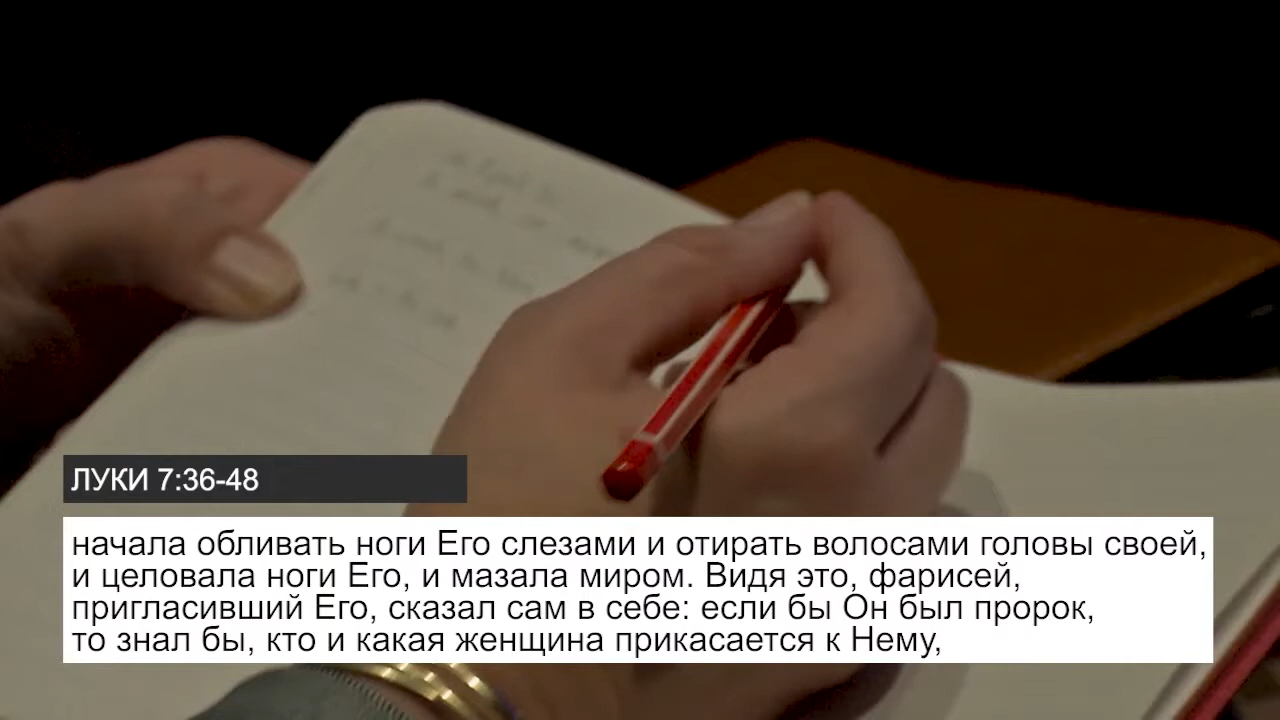 ЛУКИ 7:36-48
начала обливать ноги Его слезами и отирать волосами головы своей,
и целовала ноги Его, и мазала миром. Видя это, фарисей,
пригласивший Его, сказал сам в себе: если бы Он был пророк,
то знал бы, кто и какая женщина прикасается к Нему,